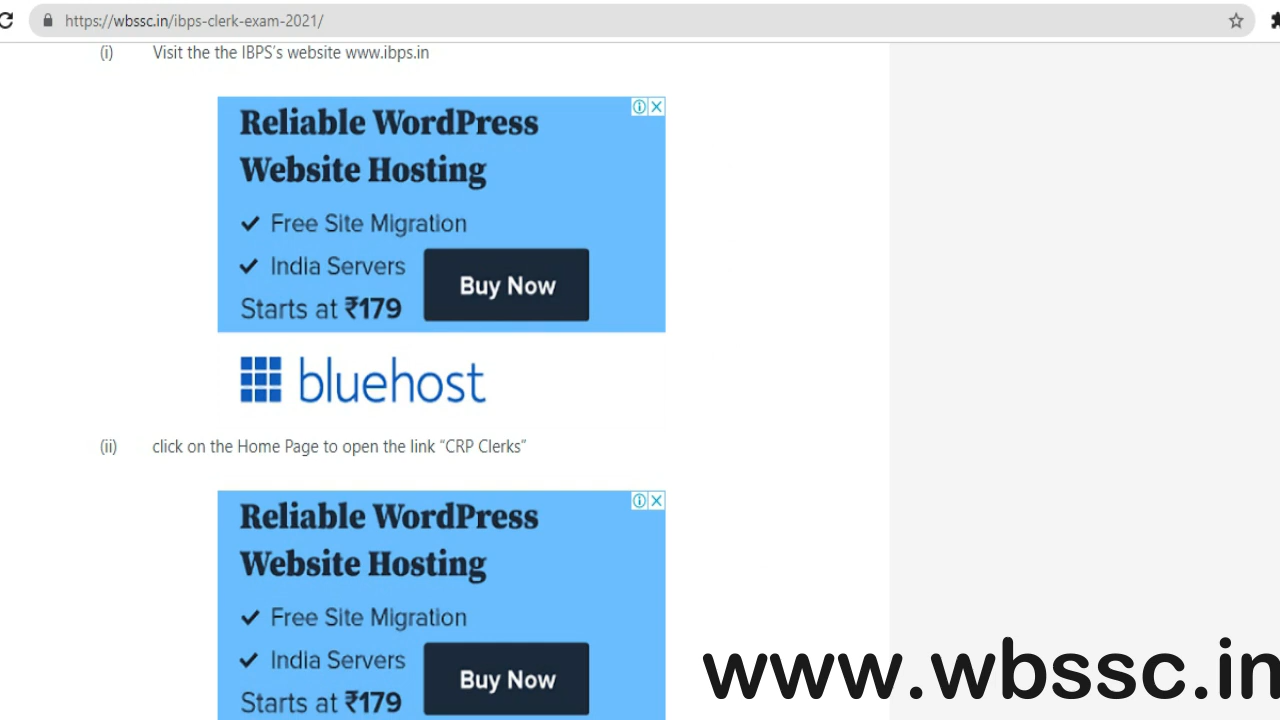 https://wbssc.in/ibps-clerk-exam-2021/
(i) Visit the the IBPS’s website www.ibps.in
Reliable WordPress
Website Hosting
✓ Free Site Migration
✓ India Servers
Starts at ₹179
Buy Now
bluehost
(ii) click on the Home Page to open the link “CRP Clerks”
Reliable WordPress
Website Hosting
✓ Free Site Migration
✓ India Servers
Starts at ₹179
Buy Now
www.wbssc.in